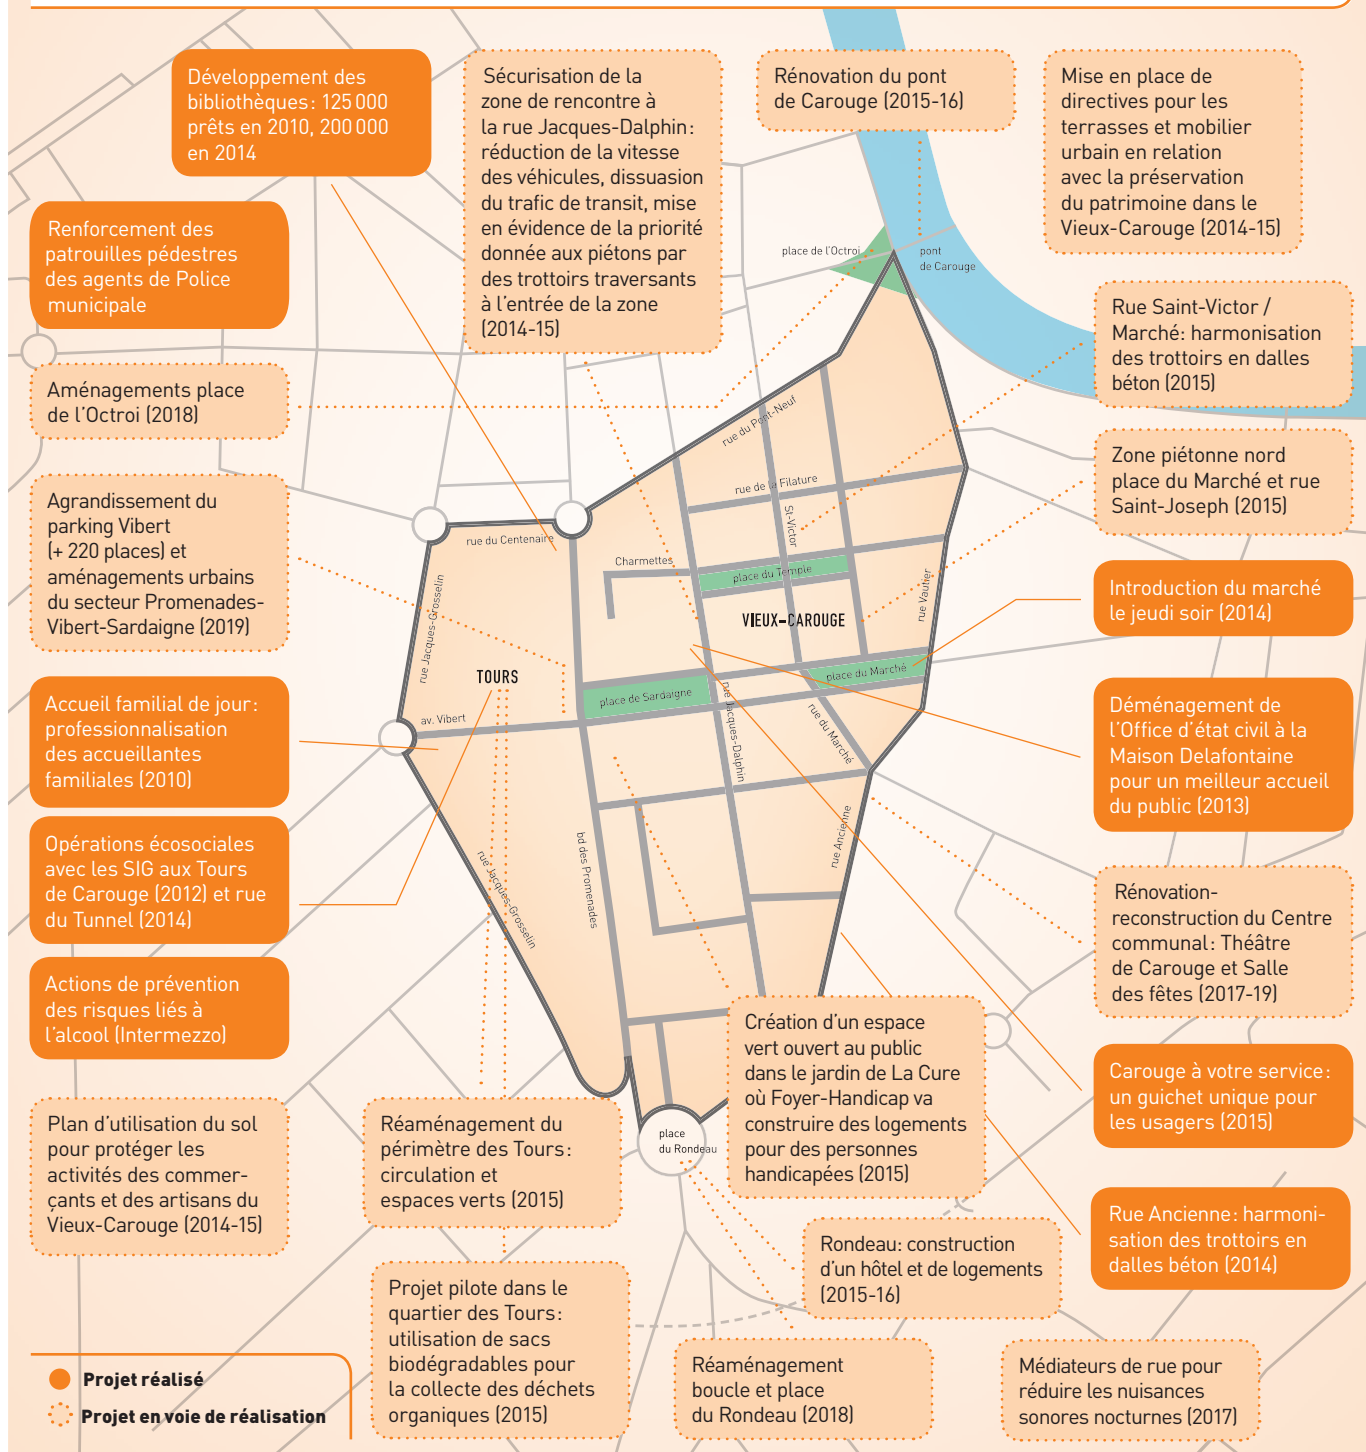 Développement des
bibliothèques : 125 000
prêts en 2010, 200 000
en 2014
Sécurisation de la
zone de rencontre à
la rue Jacques-Dalphin :
réduction de la vitesse
des véhicules, dissuasion
du trafic de transit, mise
en évidence de la priorité
donnée aux piétons par
des trottoirs traversants
à l'entrée de la zone
(2014-15)
Rénovation du pont
de Carouge (2015-16)
Mise en place de
directives pour les
terrasses et mobilier
urbain en relation
avec la préservation
du patrimoine dans le
Vieux-Carouge (2014-15)
Renforcement des
patrouilles pédestres
des agents de Police
municipale
place de l'Octroi
pont
de Carouge
Rue Saint-Victor /
Marché : harmonisation
des trottoirs en dalles
béton (2015)
Aménagements place
de l'Octroi (2018)
rue du Pont-Neuf
Zone piétonne nord
place du Marché et rue
Saint-Joseph (2015)
Agrandissement du
parking Vibert
(+ 220 places) et
aménagements urbains
du secteur Promenades-
Vibert-Sardaigne (2019)
rue de la Filature
St-Victor
rue du Centenaire
Charmettes
place du Temple
rue Vautier
rue Jacques-Grosselin
VIEUX-CAROUGE
Introduction du marché
le jeudi soir (2014)
TOURS
place du Marché
place de Sardaigne
av. Vibert
rue Jacques-Dalphin
rue du Marché
Accueil familial de jour :
professionnalisation
des accueillantes
familiales (2010)
Déménagement de
l'Office d'état civil à la
Maison Delafontaine
pour un meilleur accueil
du public (2013)
Opérations écosociales
avec les SIG aux Tours
de Carouge (2012) et rue
du Tunnel (2014)
rue Jacques-Grosselin
bd des Promenades
rue Ancienne
Rénovation-
reconstruction du Centre
communal : Théâtre
de Carouge et Salle
des fêtes (2017-19)
Actions de prévention
des risques liés à
l'alcool (Intermezzo)
Création d'un espace
vert ouvert au public
dans le jardin de La Cure
où Foyer-Handicap va
construire des logements
pour des personnes
handicapées (2015)
Carouge à votre service :
un guichet unique pour
les usagers (2015)
Plan d'utilisation du sol
pour protéger les
activités des commer-
çants et des artisans du
Vieux-Carouge (2014-15)
Réaménagement du
périmètre des Tours :
circulation et
espaces verts (2015)
place
du Rondeau
Rue Ancienne : harmoni-
sation des trottoirs en
dalles béton (2014)
Rondeau : construction
d'un hôtel et de logements
(2015-16)
Projet pilote dans le
quartier des Tours :
utilisation de sacs
biodégradables pour
la collecte des déchets
organiques (2015)
Réaménagement
boucle et place
du Rondeau (2018)
Médiateurs de rue pour
réduire les nuisances
sonores nocturnes (2017)
Projet réalisé
Projet en voie de réalisation